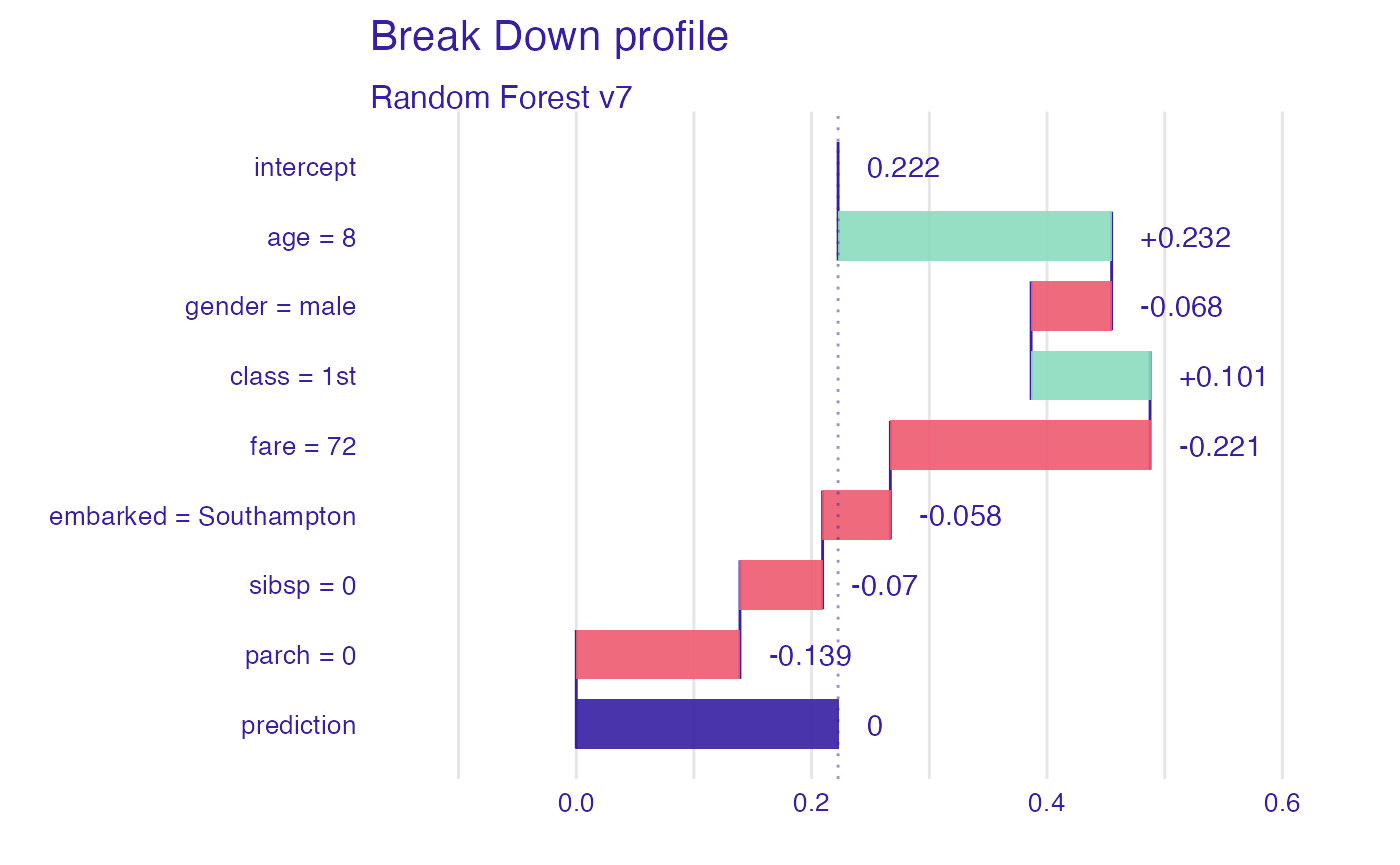 Break Down profile
Random Forest v7
intercept 0.222
age = 8 +0.232
gender = male -0.068
class = 1st +0.101
fare = 72 -0.221
embarked = Southampton -0.058
sibsp = 0 -0.07
parch = 0 -0.139
prediction 0
0.0 0.2 0.4 0.6